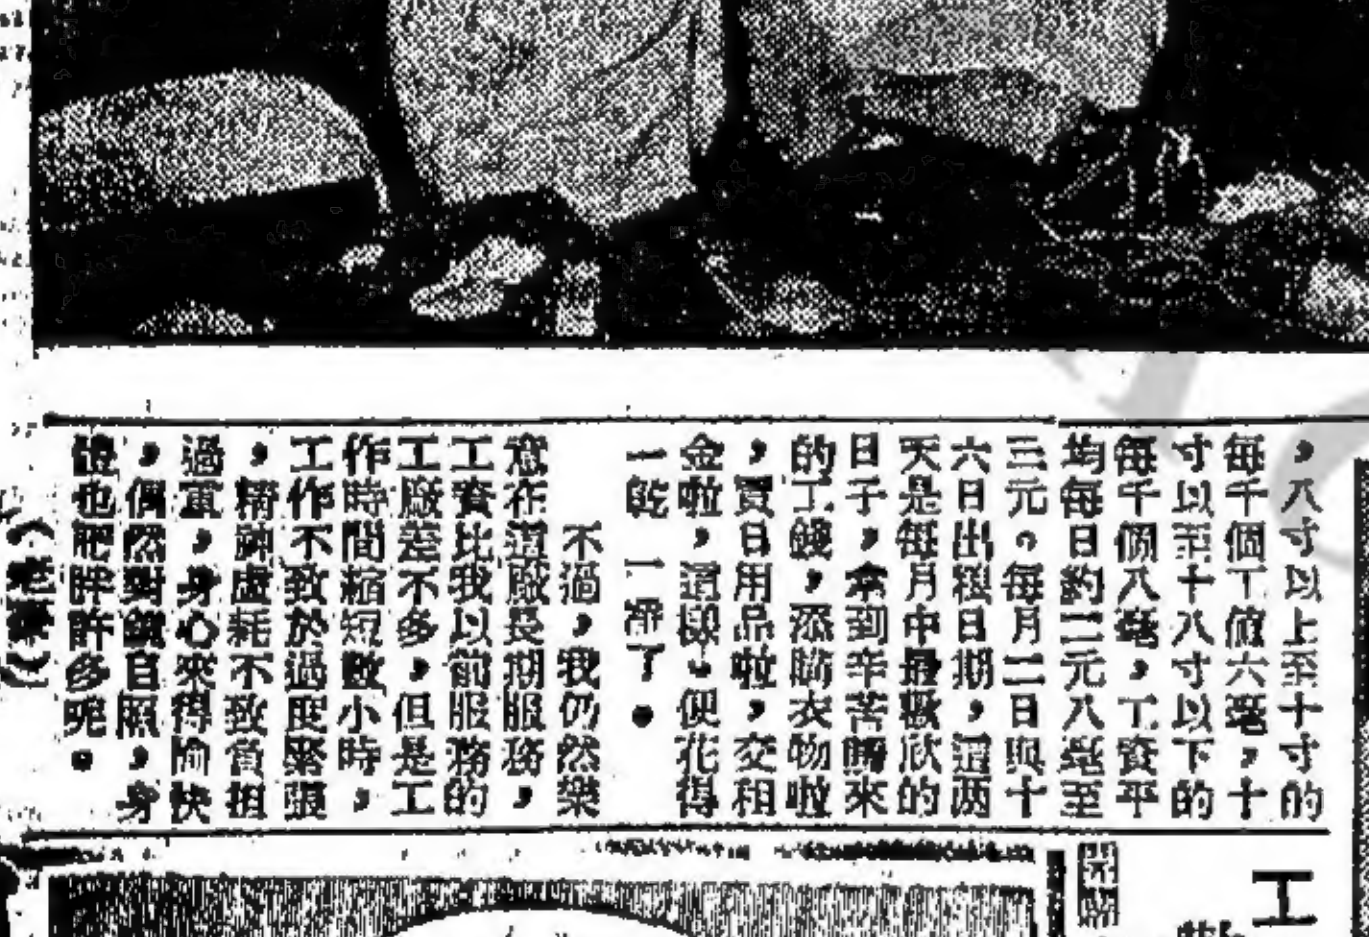 ，八寸以上至十寸的
每千個工值六毫，十
寸以至十八寸以下的
每千個八毫，工資平
均每日約二元八毫至
三元。每月二日與十
六日出糧日期，這两
天是每月中最歡欣的
日子，拿到辛苦賺來
的工錢，添購衣物啦
，買日用品啦，交租
金啦，這樣，便花得
一乾二淨了。
不過，我仍然樂
意在這廠長期服務，
工資比我以前服務的
工廠差不多，但是工
作時間縮短數小時，
工作不致於過度緊張
，精神虛耗不致負担
過重，身心來得愉快
，偶然對鏡自照，身
體也肥胖許多呢。
工